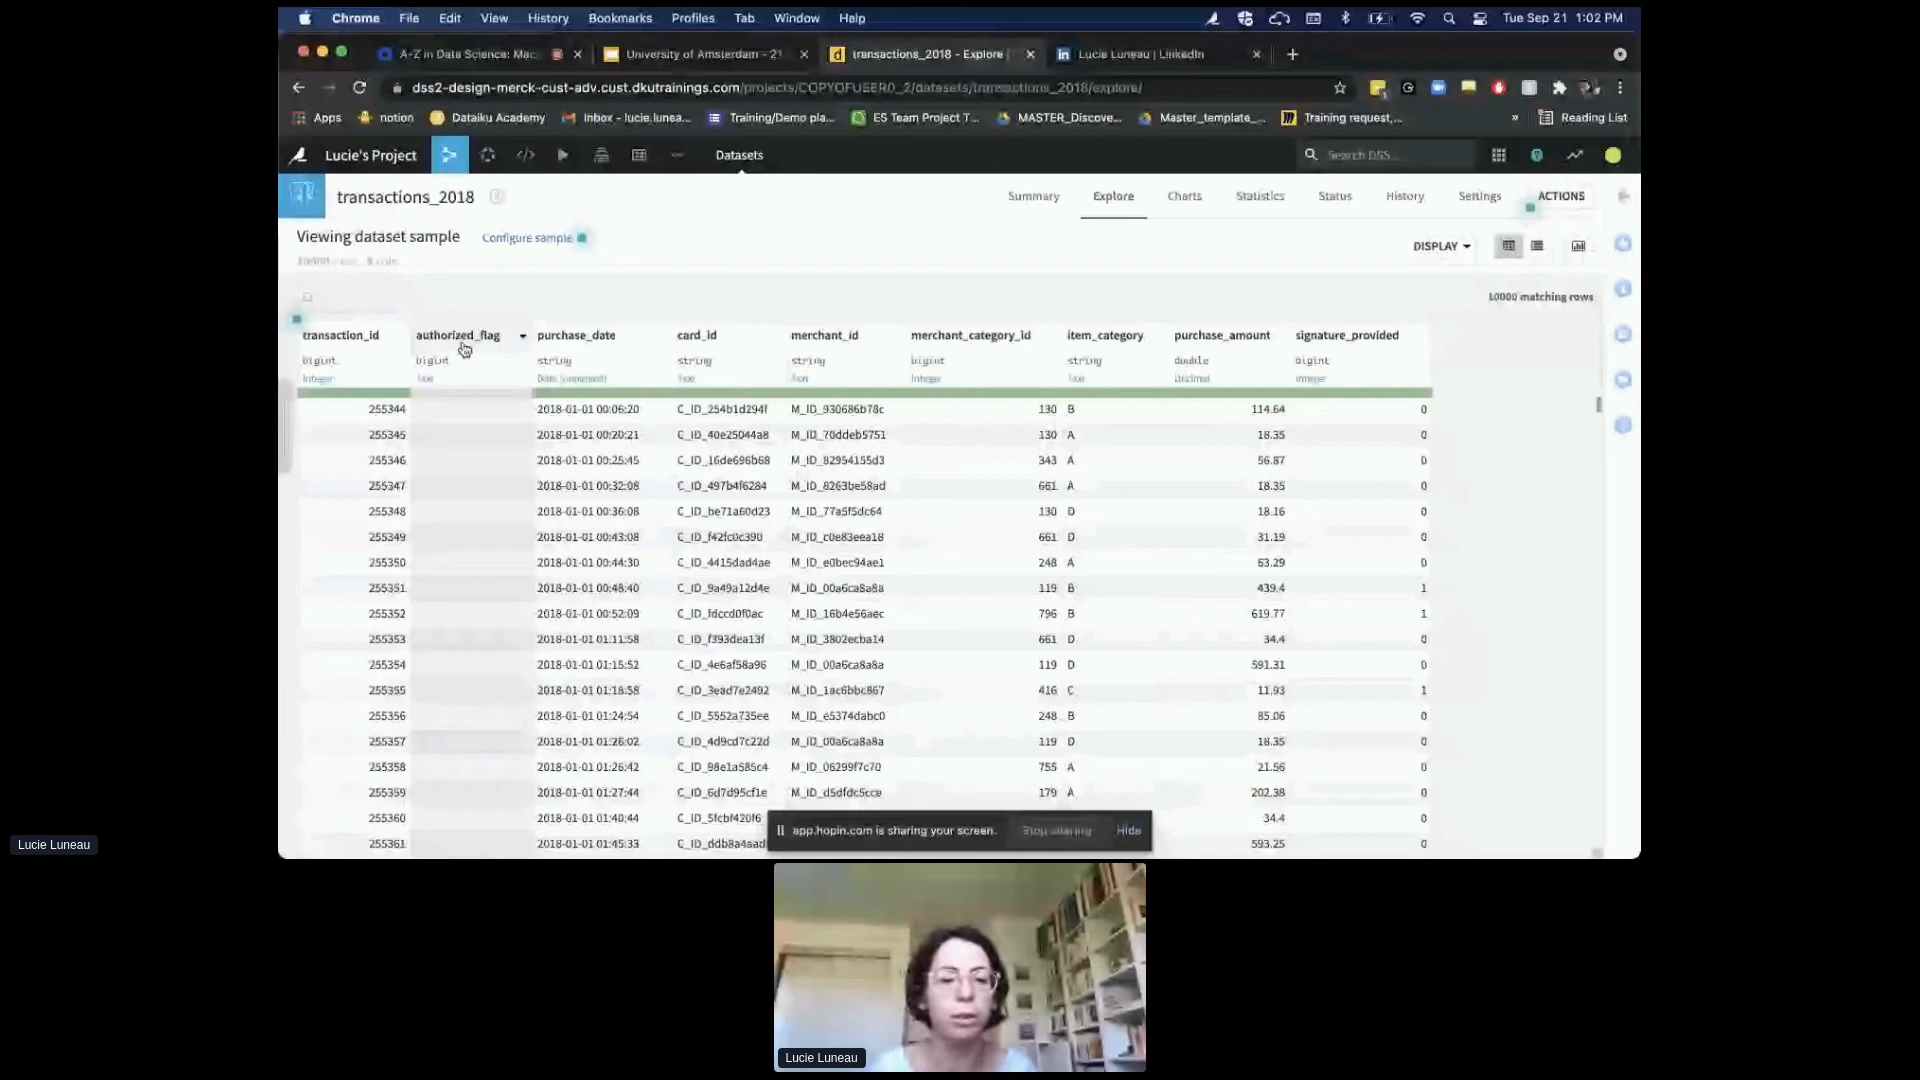 Chrome File Edit View History Bookmarks Profiles Tab Window Help Tue Sep 21 1:02 PM
A-Z in Data Science: Mac University of Amsterdam - 21 transactions_2018 - Explore Lucie Luneau | LinkedIn
dss2-design-merck-cust-adv.cust.dkutrainings.com/projects/COPYOFUSER0_2/datasets/transactions_2018/explore/
Apps notion Dataiku Academy Inbox - lucie.lunea... Training/Demo pla... ES Team Project T... MASTER_Discove... Master_template_... Training request,... » Reading List
Lucie's Project Datasets Search DSS...
transactions_2018 Summary Explore Charts Statistics Status History Settings ACTIONS
Viewing dataset sample Configure sample DISPLAY
10000 matching rows
transaction_id authorized_flag purchase_date card_id merchant_id merchant_category_id item_category purchase_amount signature_provided
bigint bigint string string string bigint string double bigint
Integer Text Date (unparsed) Text Text Integer Text Decimal Integer
255344 2018-01-01 00:06:20 C_ID_254b1d294f M_ID_930686b78c 130 B 114.64 0
255345 2018-01-01 00:20:21 C_ID_40e25044a8 M_ID_70ddeb5751 130 A 18.35 0
255346 2018-01-01 00:25:45 C_ID_16de696b68 M_ID_82954155d3 343 A 56.87 0
255347 2018-01-01 00:32:08 C_ID_497b4f6284 M_ID_8263be58ad 661 A 18.35 0
255348 2018-01-01 00:36:08 C_ID_be71a60d23 M_ID_77a5f5dc64 130 D 18.16 0
255349 2018-01-01 00:43:08 C_ID_f42fc0c390 M_ID_c0e83eea18 661 D 31.19 0
255350 2018-01-01 00:44:30 C_ID_4415dad4ae M_ID_e0bec94ae1 248 A 63.29 0
255351 2018-01-01 00:48:40 C_ID_9a49a12d4e M_ID_00a6ca8a8a 119 B 439.4 1
255352 2018-01-01 00:52:09 C_ID_fdccd0f0ac M_ID_16b4e56aec 796 B 619.77 1
255353 2018-01-01 01:11:58 C_ID_f393dea13f M_ID_3802ecba14 661 D 34.4 0
255354 2018-01-01 01:15:52 C_ID_4e6af58a96 M_ID_00a6ca8a8a 119 D 591.31 0
255355 2018-01-01 01:18:58 C_ID_3ead7e2492 M_ID_1ac6bbc867 416 C 11.93 1
255356 2018-01-01 01:24:54 C_ID_5552a735ee M_ID_e5374dabc0 248 B 85.06 0
255357 2018-01-01 01:26:02 C_ID_4d9cd7c22d M_ID_00a6ca8a8a 119 D 18.35 0
255358 2018-01-01 01:26:42 C_ID_98e1a585c4 M_ID_06299f7c70 755 A 21.56 0
255359 2018-01-01 01:27:44 C_ID_6d7d95cf1e M_ID_d5dfdc5cce 179 A 202.38 0
255360 2018-01-01 01:40:44 C_ID_5fcbf420f6 34.4 0
255361 2018-01-01 01:45:33 C_ID_ddb8a4aad 593.25 0
app.hopin.com is sharing your screen. Stop sharing Hide
Lucie Luneau
Lucie Luneau